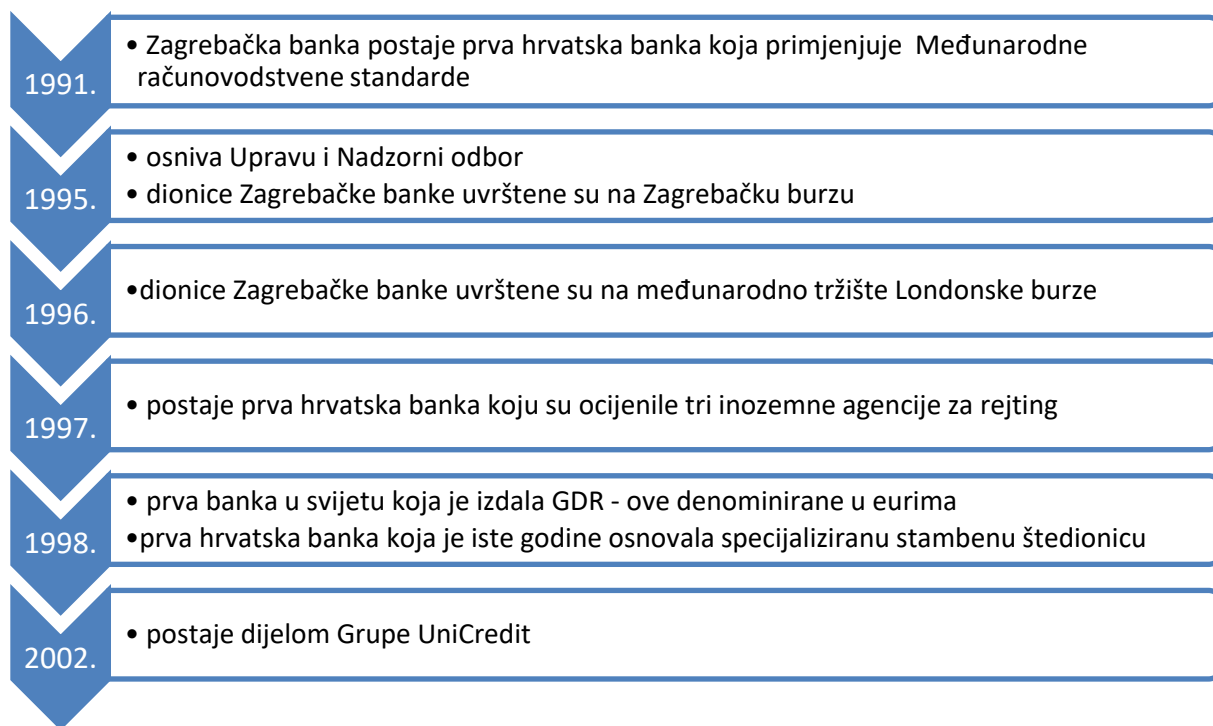 1991.
• Zagrebačka banka postaje prva hrvatska banka koja primjenjuje Međunarodne
računovodstvene standarde
1995.
• osniva Upravu i Nadzorni odbor
• dionice Zagrebačke banke uvrštene su na Zagrebačku burzu
1996.
•dionice Zagrebačke banke uvrštene su na međunarodno tržište Londonske burze
1997.
• postaje prva hrvatska banka koju su ocijenile tri inozemne agencije za rejting
1998.
• prva banka u svijetu koja je izdala GDR - ove denominirane u eurima
•prva hrvatska banka koja je iste godine osnovala specijaliziranu stambenu štedionicu
2002.
• postaje dijelom Grupe UniCredit